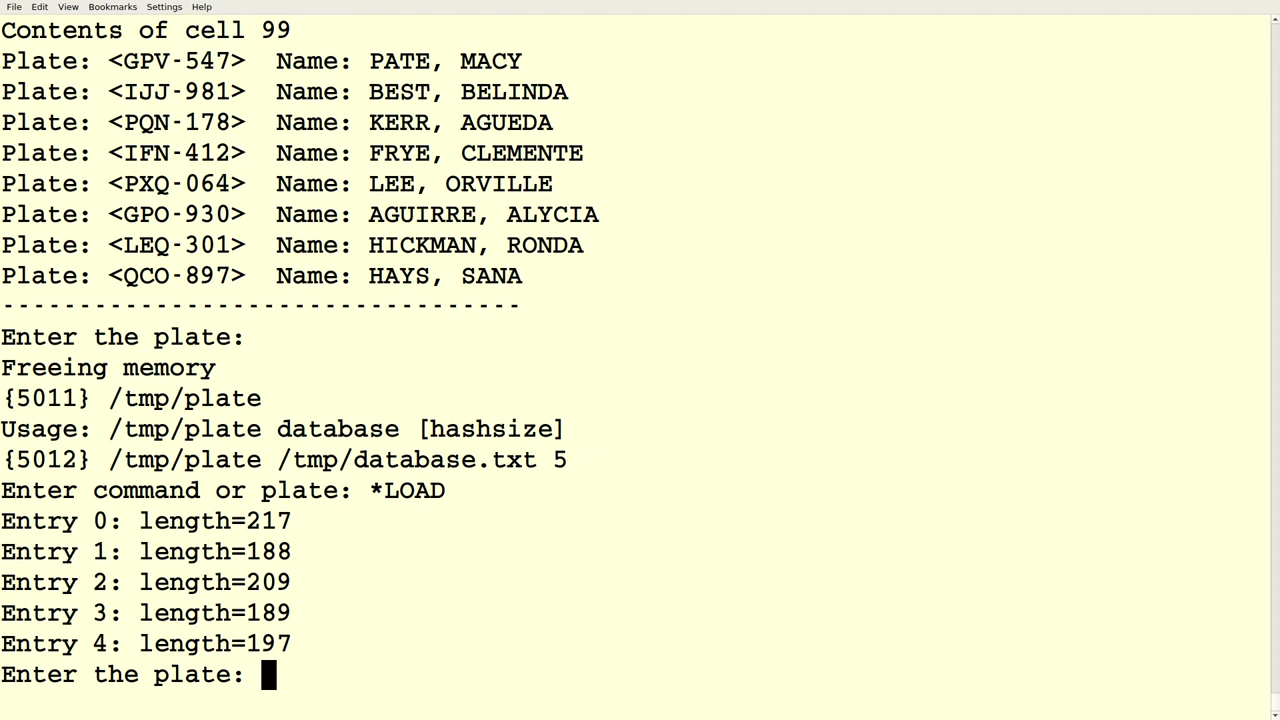 File Edit View Bookmarks Settings Help
Contents of cell 99
Plate: <GPV-547>  Name: PATE, MACY
Plate: <IJJ-981>  Name: BEST, BELINDA
Plate: <PQN-178>  Name: KERR, AGUEDA
Plate: <IFN-412>  Name: FRYE, CLEMENTE
Plate: <PXQ-064>  Name: LEE, ORVILLE
Plate: <GPO-930>  Name: AGUIRRE, ALYCIA
Plate: <LEQ-301>  Name: HICKMAN, RONDA
Plate: <QCO-897>  Name: HAYS, SANA
----------------------------------
Enter the plate:
Freeing memory
{5011} /tmp/plate
Usage: /tmp/plate database [hashsize]
{5012} /tmp/plate /tmp/database.txt 5
Enter command or plate: *LOAD
Entry 0: length=217
Entry 1: length=188
Entry 2: length=209
Entry 3: length=189
Entry 4: length=197
Enter the plate: